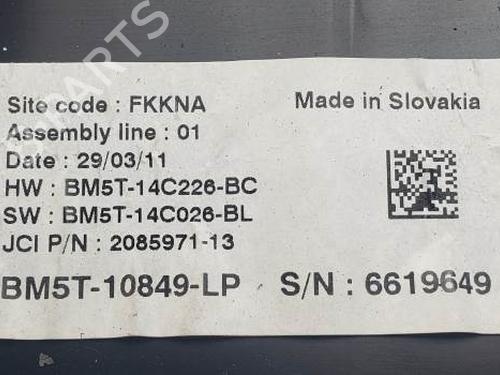 Site code : FKKNA
Made in Slovakia
Assembly line : 01
Date : 29/03/11
HW : BM5T-14C226-BC
SW : BM5T-14C026-BL
JCI P/N : 2085971-13
BM5T-10849-LP
S/N : 6619649